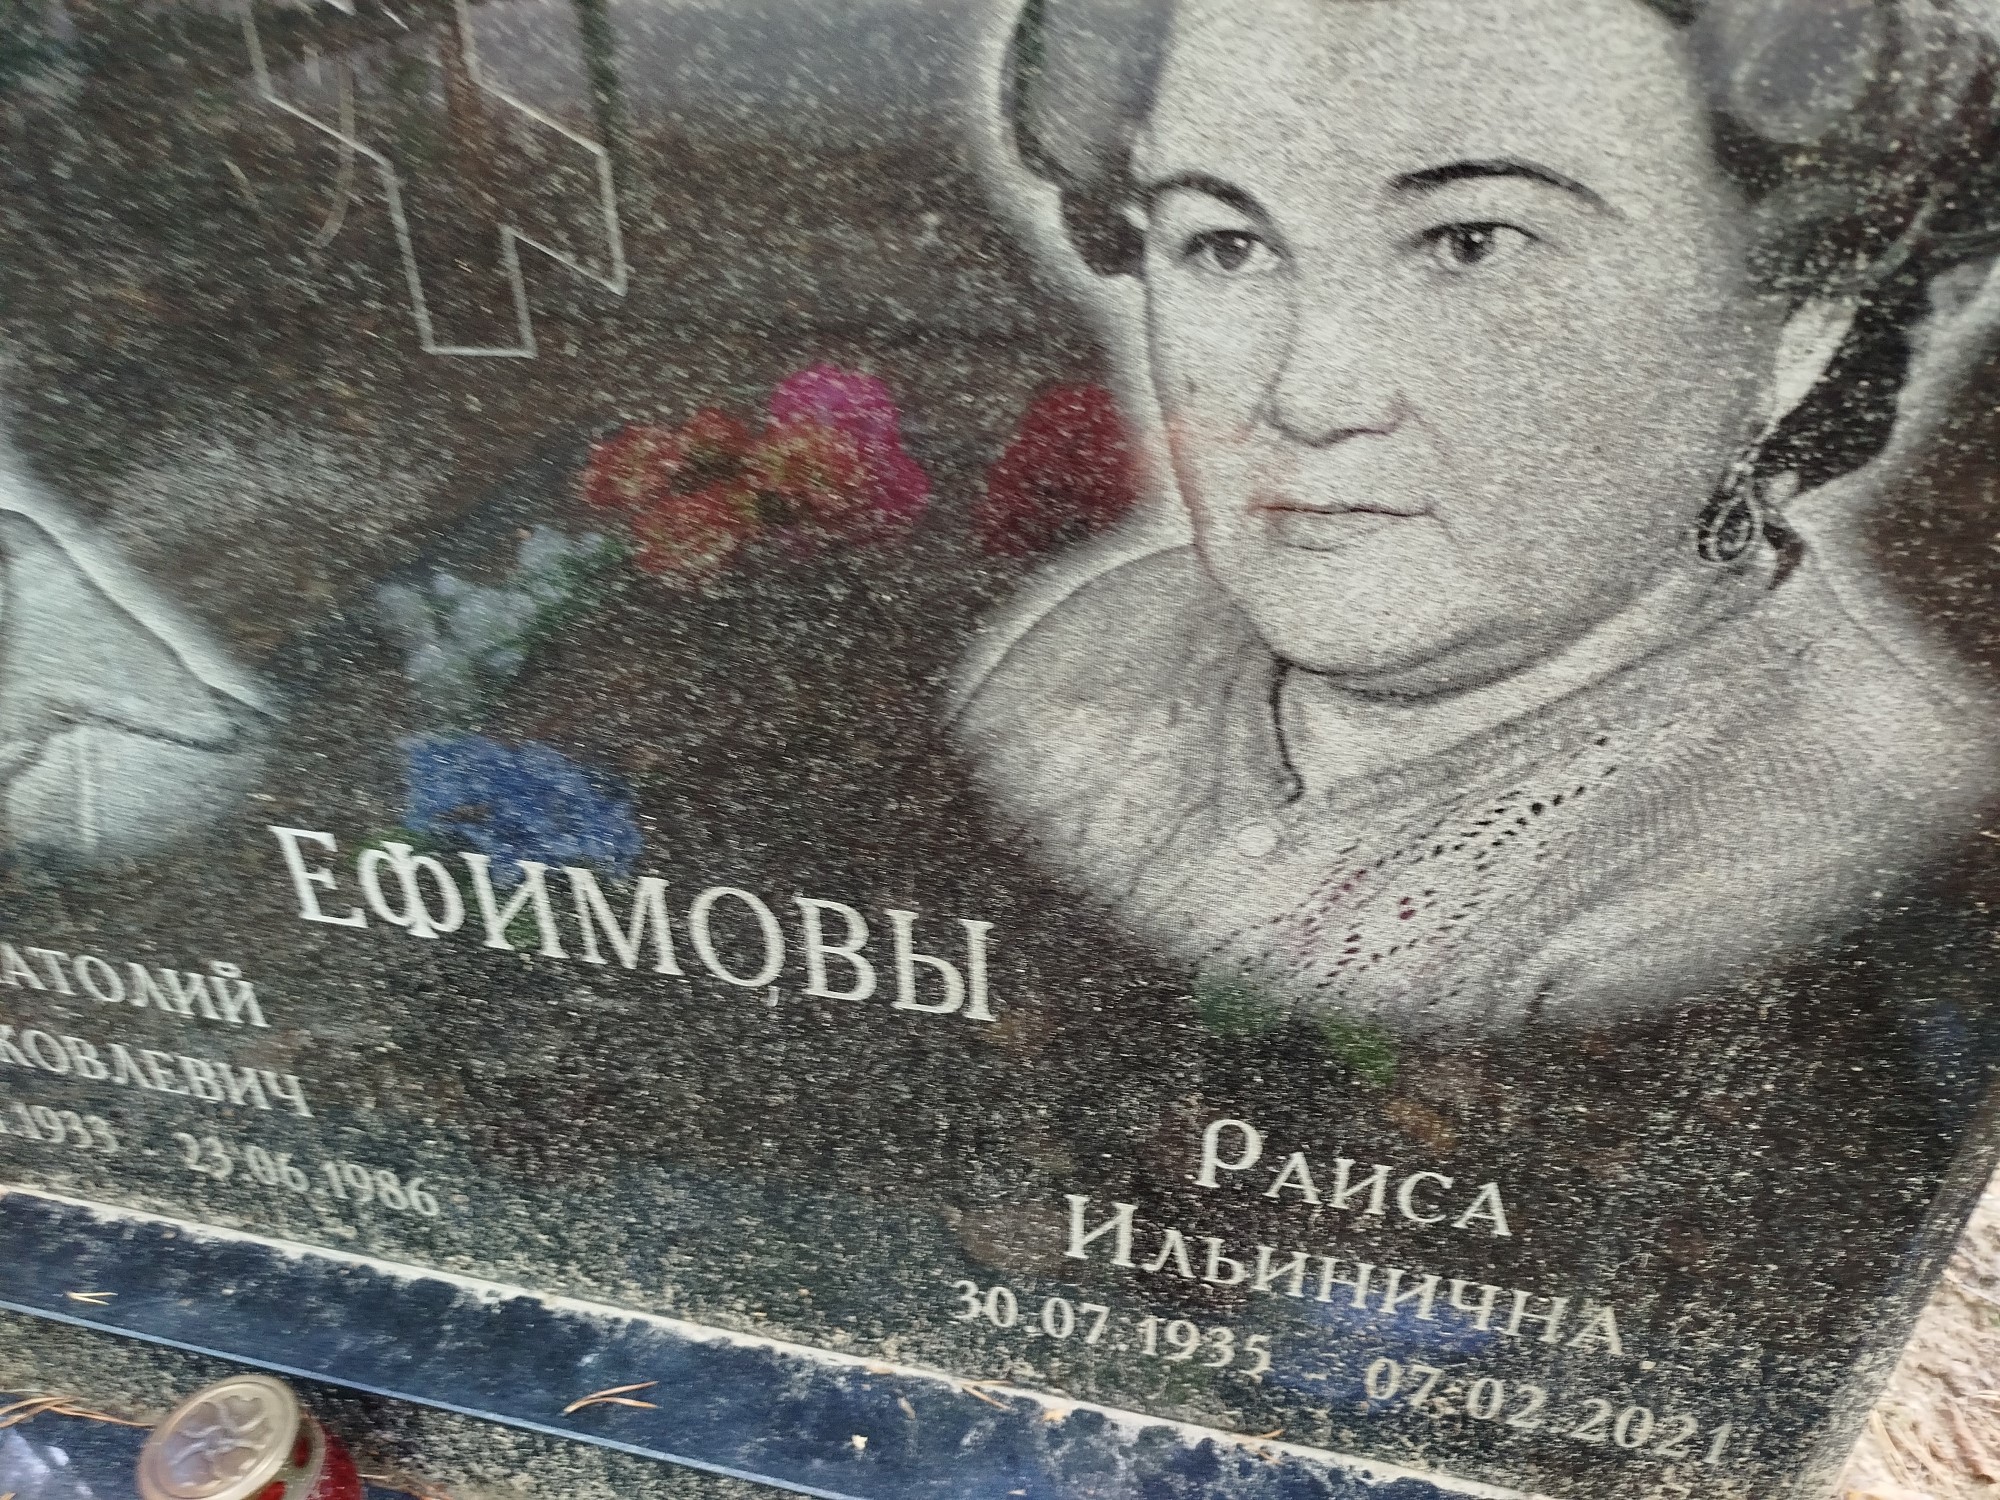 ЕФИМОВЫ
АТОЛИЙ
КОВЛЕВИЧ
.1933 - 23.06.1986
РАИСА
ИЛЬИНИЧНА
30.07.1935 07.02.2021